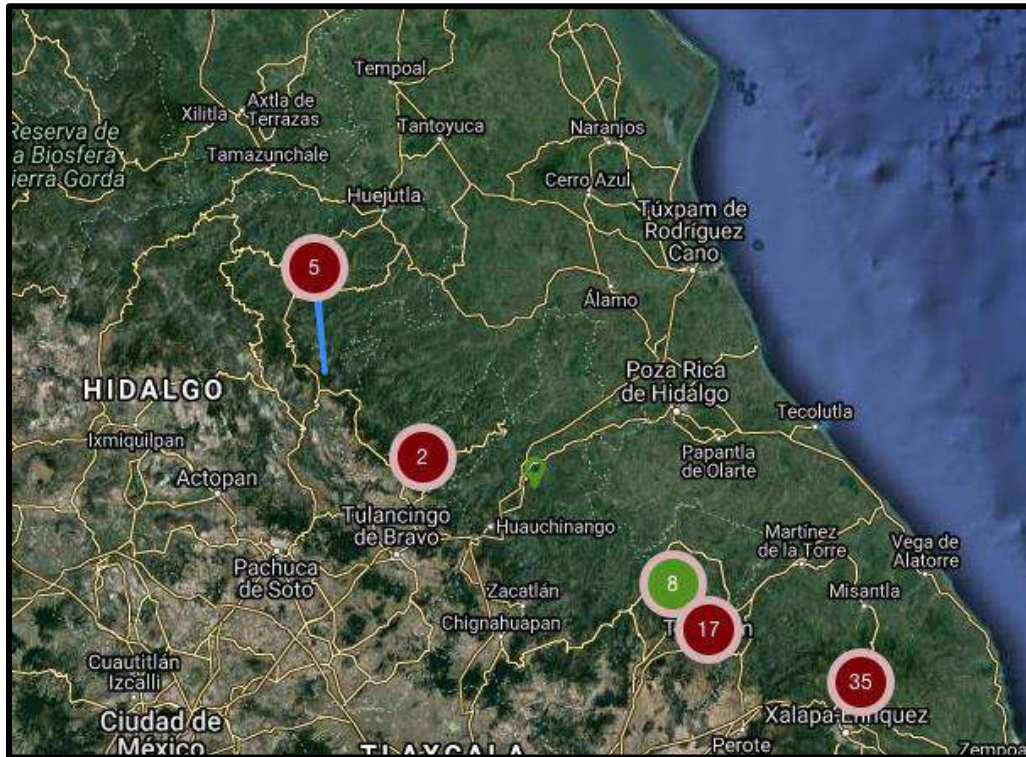 Tempoal
Axtla de
Terrazas
Xilitla
Reserva de
a Biosfera
ierra Gorda
Tantoyuca
Naranjos
Tamazunchale
Cerro Azul
Huejutla
Túxpam de
Rodríguez
Cano
5
Álamo
HIDALGO
Poza Rica
de Hidalgo
Tecolutla
Ixmiquilpan
2
Papantla
de Olarte
Actopan
Tulancingo
de Bravo
Huauchinango
Martínez
de la Torre
Vega de
Alatorre
Pachuca
de Soto
Zacatlán
8
Misantla
Chignahuapan
17
Cuautitlán
Izcalli
35
Ciudad de
México
Xalapa-Enríquez
TLAXCALA
Perote
Zempoa